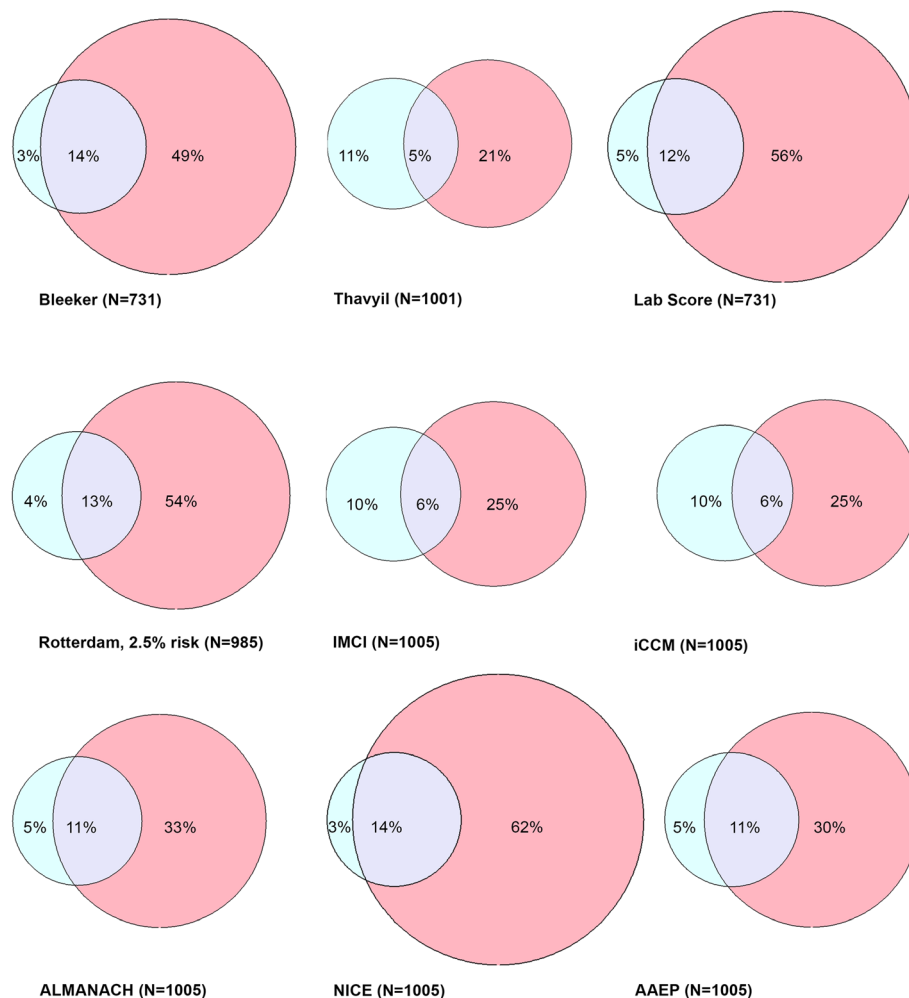 3% 14% 49%
11% 5% 21%
5% 12% 56%
Bleeker (N=731)
Thavyil (N=1001)
Lab Score (N=731)
4% 13% 54%
10% 6% 25%
10% 6% 25%
Rotterdam, 2.5% risk (N=985)
IMCI (N=1005)
iCCM (N=1005)
5% 11% 33%
3% 14% 62%
5% 11% 30%
ALMANACH (N=1005)
NICE (N=1005)
AAEP (N=1005)